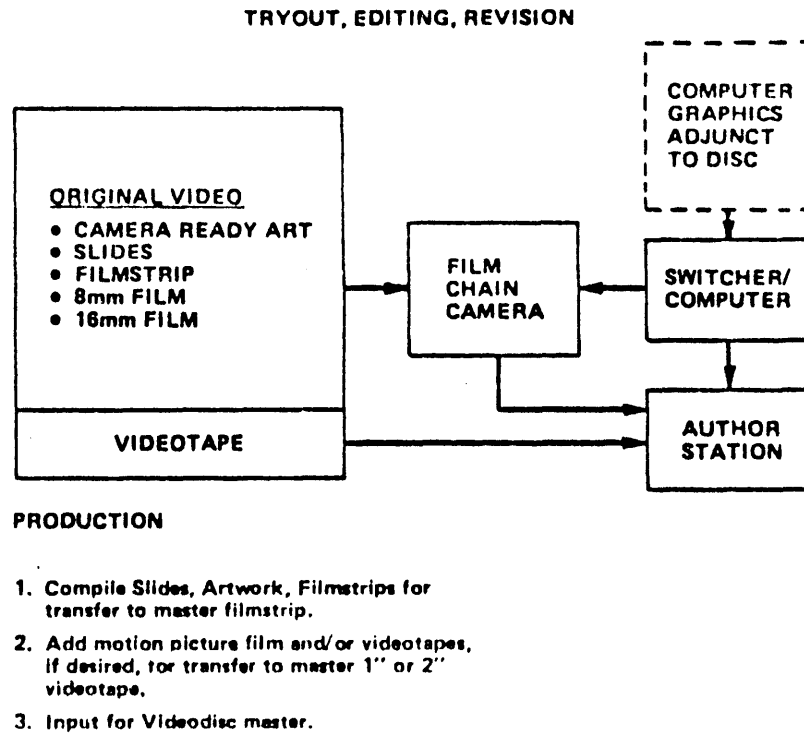 TRYOUT, EDITING, REVISION
COMPUTER
GRAPHICS
ADJUNCT
TO DISC
ORIGINAL VIDEO
• CAMERA READY ART
• SLIDES
• FILMSTRIP
• 8mm FILM
• 16mm FILM
FILM
CHAIN
CAMERA
SWITCHER/
COMPUTER
VIDEOTAPE
AUTHOR
STATION
PRODUCTION
1. Compile Slides, Artwork, Filmstrips for
transfer to master filmstrip.
2. Add motion picture film and/or videotapes,
if desired, for transfer to master 1" or 2"
videotape.
3. Input for Videodisc master.